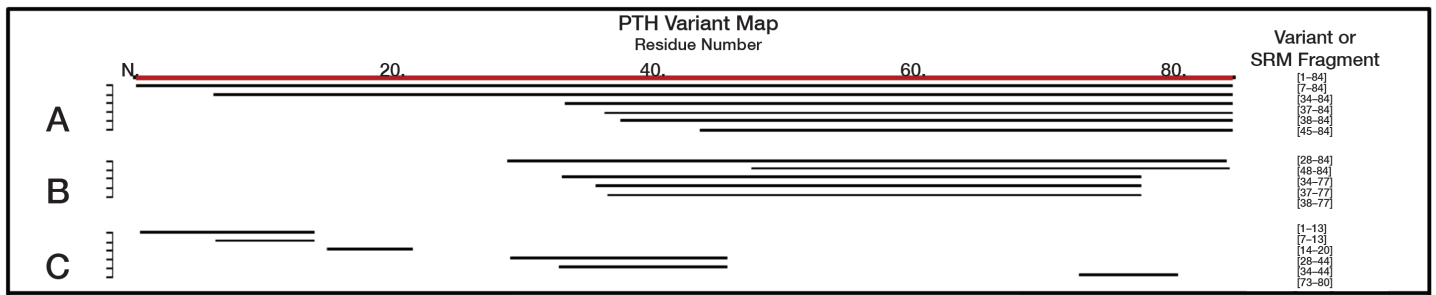 PTH Variant Map
Residue Number
Variant or
SRM Fragment
N. 20. 40. 60. 80.
[1–84]
[7–84]
[34–84]
A
[37–84]
[38–84]
[45–84]
[28–84]
[48-84]
B
[34–77]
[37–77]
[38–77]
[1–13]
[7–13]
[14–20]
C
[28–44]
[34–44]
[73–80]